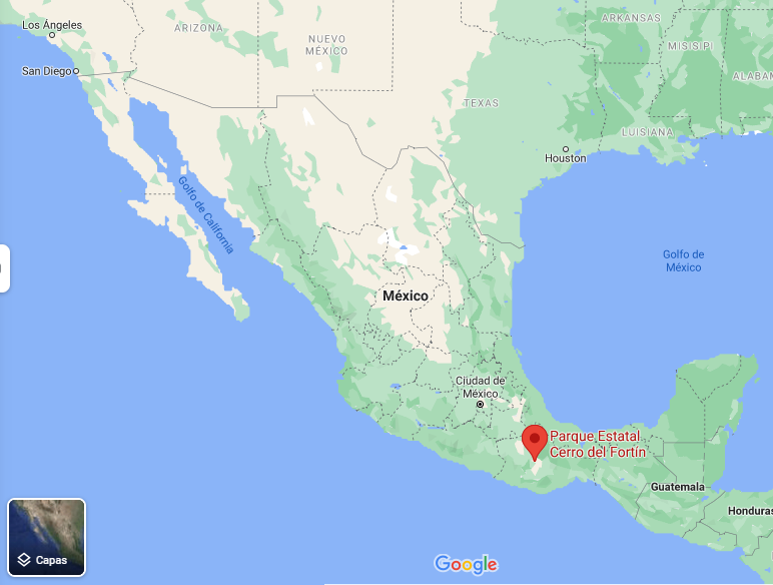 Los Ángeles
ARIZONA
NUEVO
MÉXICO
ARKANSAS
MISISIPI
ALABAM
San Diego
TEXAS
LUISIANA
Houston
Golfo de California
Golfo de
México
México
Ciudad de
México
Parque Estatal
Cerro del Fortín
Guatemala
Honduras
Capas
Google